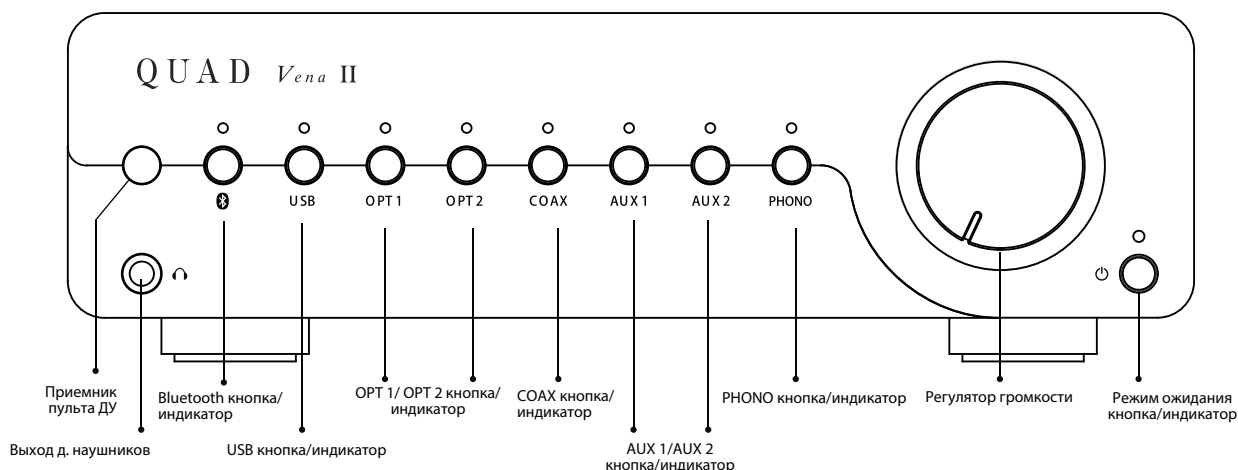 QUAD Vena II
USB OPT 1 OPT 2 COAX AUX 1 AUX 2 PHONO
Приемник
пульта ДУ
Bluetooth кнопка/
индикатор
OPT 1/ OPT 2 кнопка/
индикатор
COAX кнопка/
индикатор
PHONO кнопка/индикатор
Регулятор громкости
Режим ожидания
кнопка/индикатор
Выход д. наушников
USB кнопка/индикатор
AUX 1/AUX 2
кнопка/индикатор